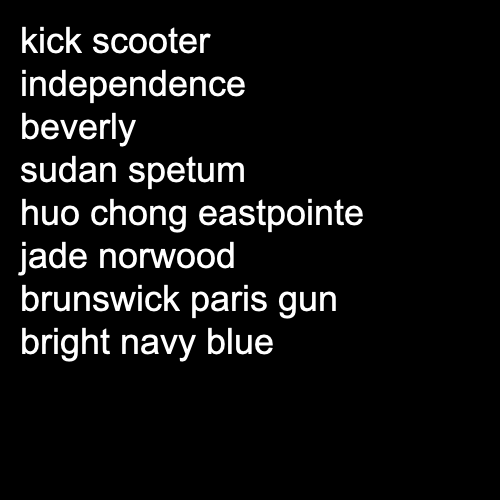 kick scooter
independence
beverly
sudan spetum
huo chong eastpointe
jade norwood
brunswick paris gun
bright navy blue